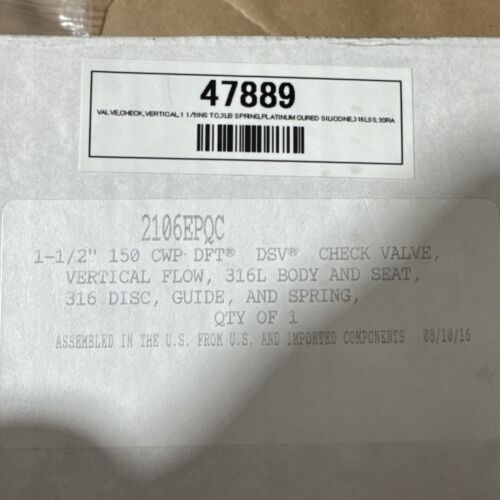 47889
VALVE,CHECK,VERTICAL,1 1/2INS TC,3LB SPRING,PLATINUM CURED SILICONE,316LSS,20RA
2106EPQC
1-1/2" 150 CWP DFT® DSV® CHECK VALVE,
VERTICAL FLOW, 316L BODY AND SEAT,
316 DISC, GUIDE, AND SPRING,
QTY OF 1
ASSEMBLED IN THE U.S. FROM U.S. AND IMPORTED COMPONENTS 08/10/16